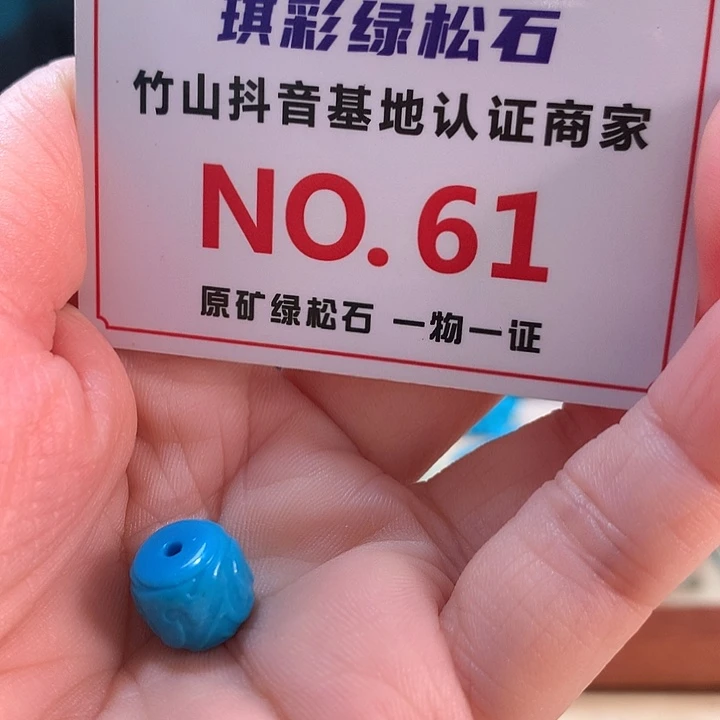 琪彩绿松石
竹山抖音基地认证商家
NO.61
原矿绿松石 一物一证